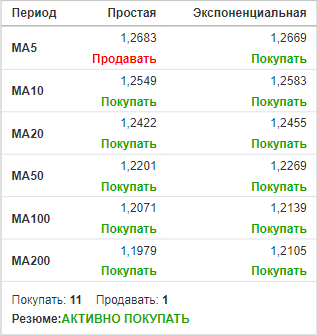 Период Простая Экспоненциальная
MA5 1,2683 1,2669
Продавать Покупать
MA10 1,2549 1,2583
Покупать Покупать
MA20 1,2422 1,2455
Покупать Покупать
MA50 1,2201 1,2269
Покупать Покупать
MA100 1,2071 1,2139
Покупать Покупать
MA200 1,1979 1,2105
Покупать Покупать
Покупать: 11 Продавать: 1
Резюме:АКТИВНО ПОКУПАТЬ